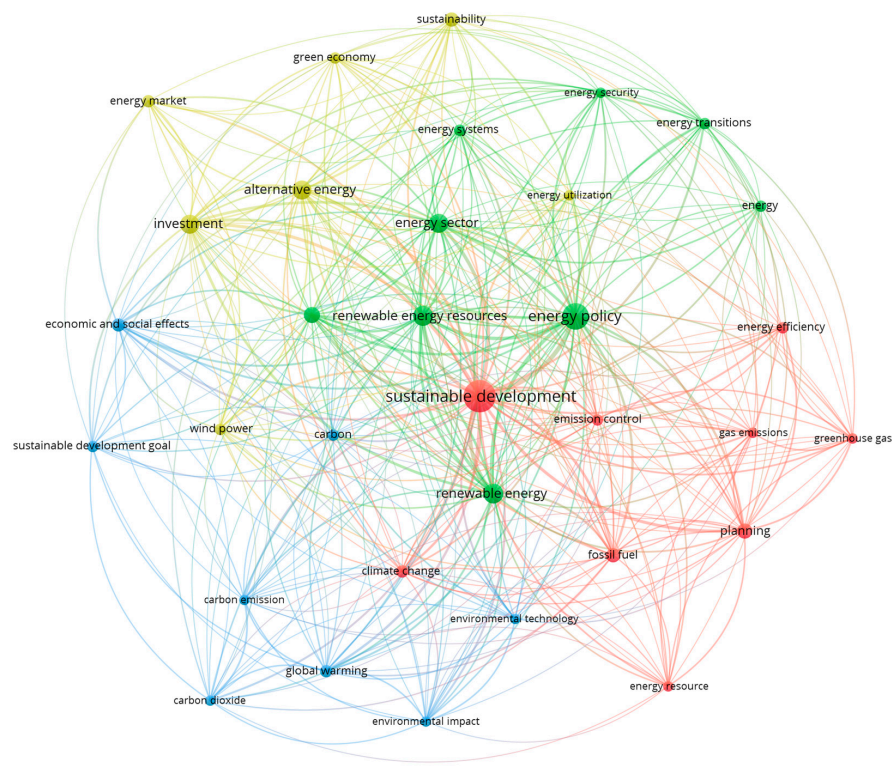 sustainability
green economy
energy market
energy security
energy systems
energy transitions
alternative energy
energy utilization
energy
investment
energy sector
economic and social effects
renewable energy resources
energy policy
energy efficiency
sustainable development
emission control
wind power
carbon
gas emissions
greenhouse gas
sustainable development goal
renewable energy
planning
fossil fuel
climate change
carbon emission
environmental technology
global warming
energy resource
carbon dioxide
environmental impact